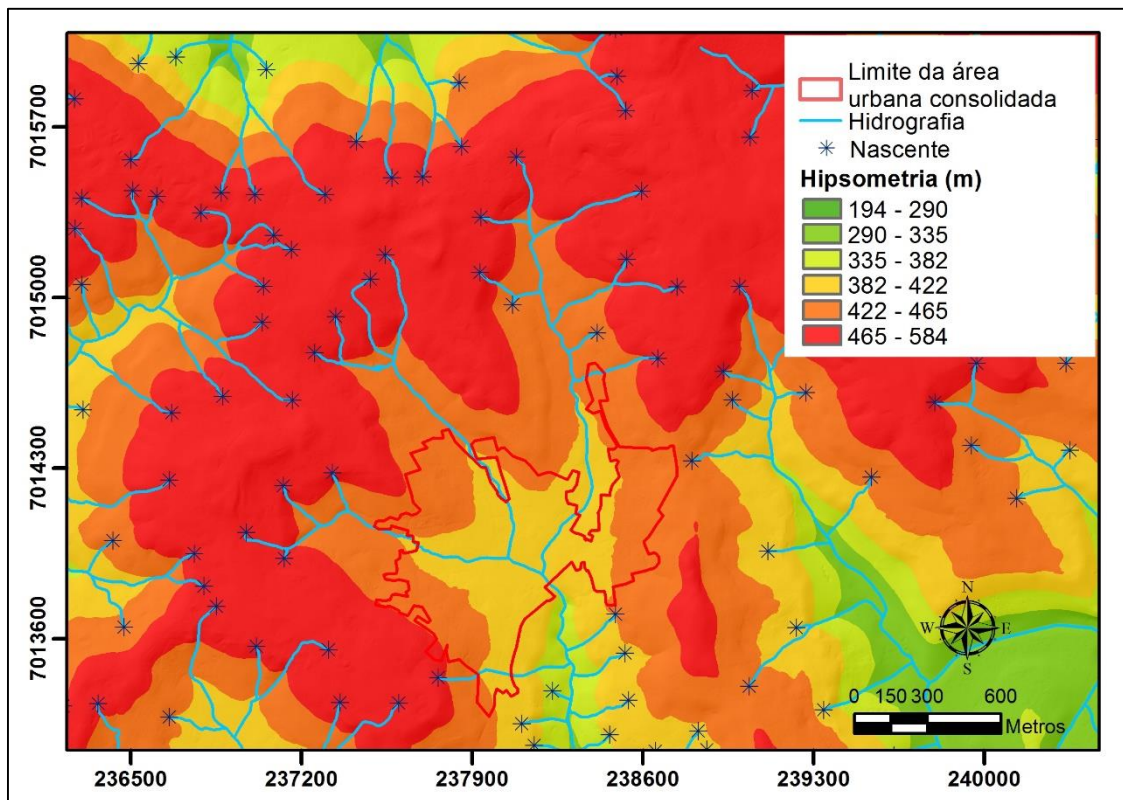 Limite da área
urbana consolidada
Hidrografia
Nascente
Hipsometria (m)
194 - 290
290 - 335
335 - 382
382 - 422
422 - 465
465 - 584
7015700
7015000
7014300
7013600
N
W E
S
0 150 300 600
Metros
236500 237200 237900 238600 239300 240000